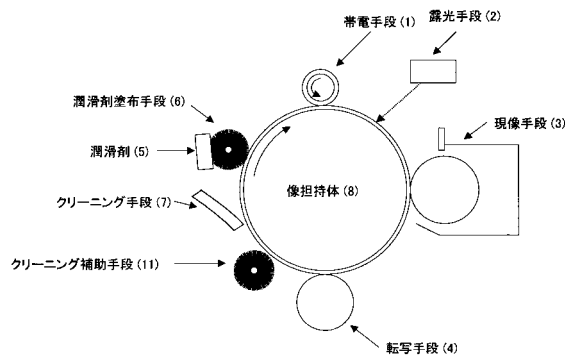 帯電手段(1)
露光手段(2)
潤滑剤塗布手段(6)
現像手段(3)
潤滑剤(5)
像担持体(8)
クリーニング手段(7)
クリーニング補助手段(11)
転写手段(4)